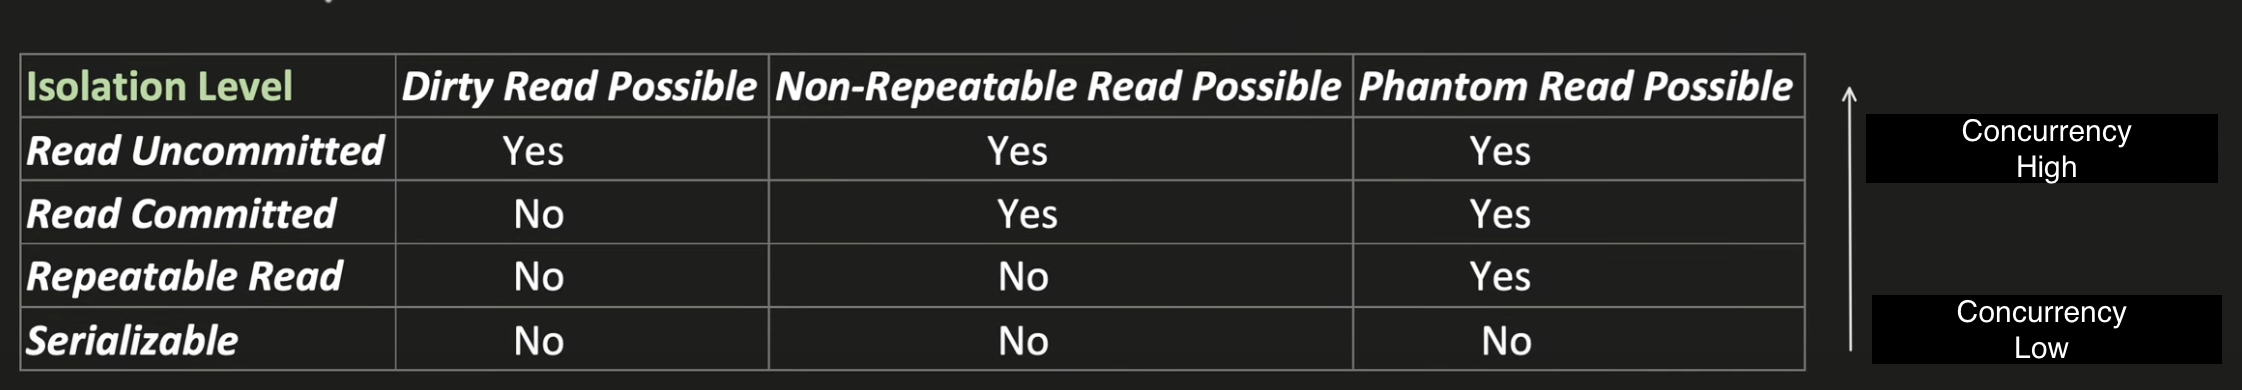 Isolation Level Dirty Read Possible Non-Repeatable Read Possible Phantom Read Possible
Read Uncommitted Yes Yes Yes
Concurrency
High
Read Committed No Yes Yes
Repeatable Read No No Yes
Serializable No No No
Concurrency
Low